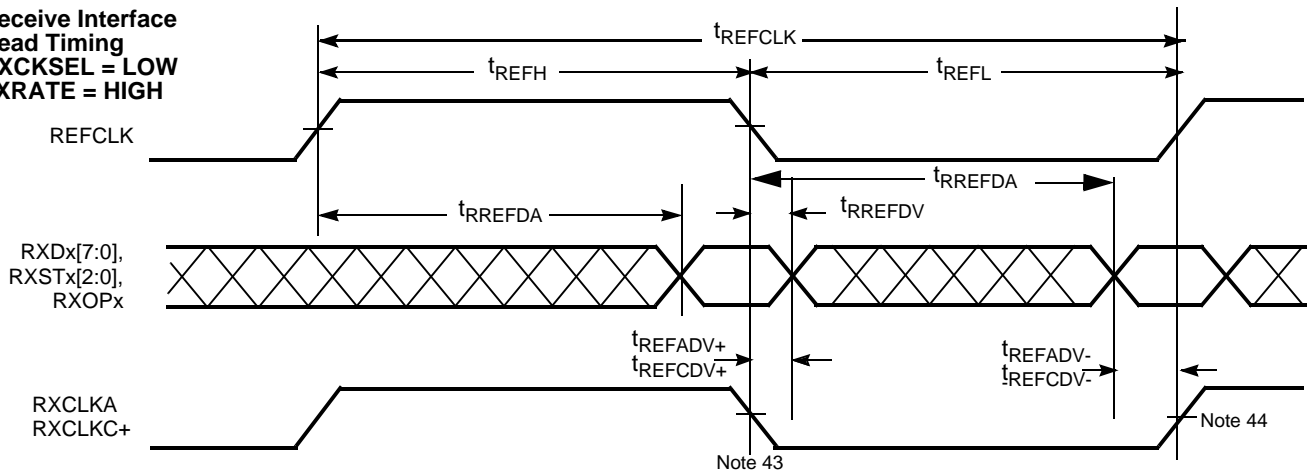 eceive Interface
ead Timing
XCKSEL = LOW
XRATE = HIGH
tREFCLK
tREFH
tREFL
REFCLK
tRREFDA
tRREFDA
tRREFDV
RXDx[7:0],
RXSTx[2:0],
RXOPx
tREFADV+
tREFCDV+
tREFADV-
tREFCDV-
RXCLKA
RXCLKC+
Note 44
Note 43